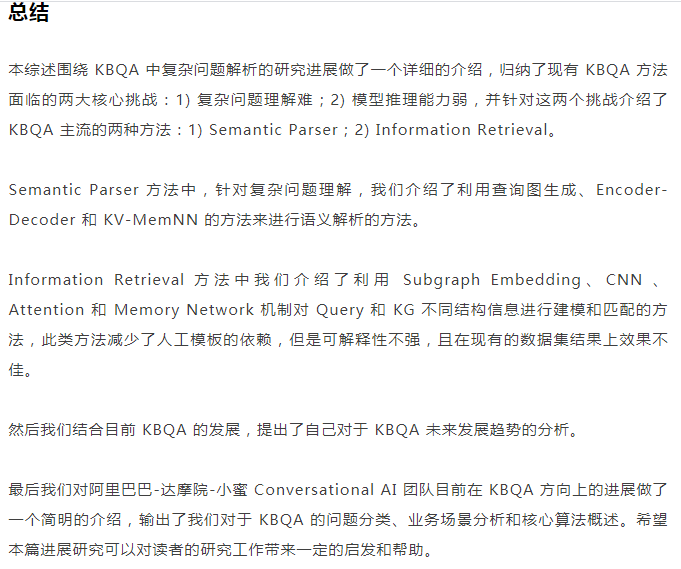 总结
本综述围绕 KBQA 中复杂问题解析的研究进展做了一个详细的介绍，归纳了现有 KBQA 方法
面临的两大核心挑战：1) 复杂问题理解难；2) 模型推理能力弱，并针对这两个挑战介绍了
KBQA 主流的两种方法：1) Semantic Parser；2) Information Retrieval。
Semantic Parser 方法中，针对复杂问题理解，我们介绍了利用查询图生成、Encoder-
Decoder 和 KV-MemNN 的方法来进行语义解析的方法。
Information Retrieval 方法中我们介绍了利用 Subgraph Embedding、CNN 、
Attention 和 Memory Network 机制对 Query 和 KG 不同结构信息进行建模和匹配的方
法，此类方法减少了人工模板的依赖，但是可解释性不强，且在现有的数据集结果上效果不
佳。
然后我们结合目前 KBQA 的发展，提出了自己对于 KBQA 未来发展趋势的分析。
最后我们对阿里巴巴-达摩院-小蜜 Conversational AI 团队目前在 KBQA 方向上的进展做了
一个简明的介绍，输出了我们对于 KBQA 的问题分类、业务场景分析和核心算法概述。希望
本篇进展研究可以对读者的研究工作带来一定的启发和帮助。